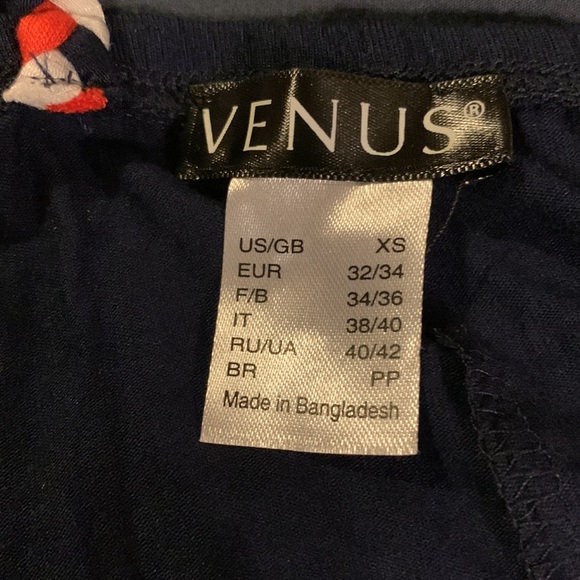 VENUS®
US/GB XS
EUR 32/34
F/B 34/36
IT 38/40
RU/UA 40/42
BR PP
Made in Bangladesh